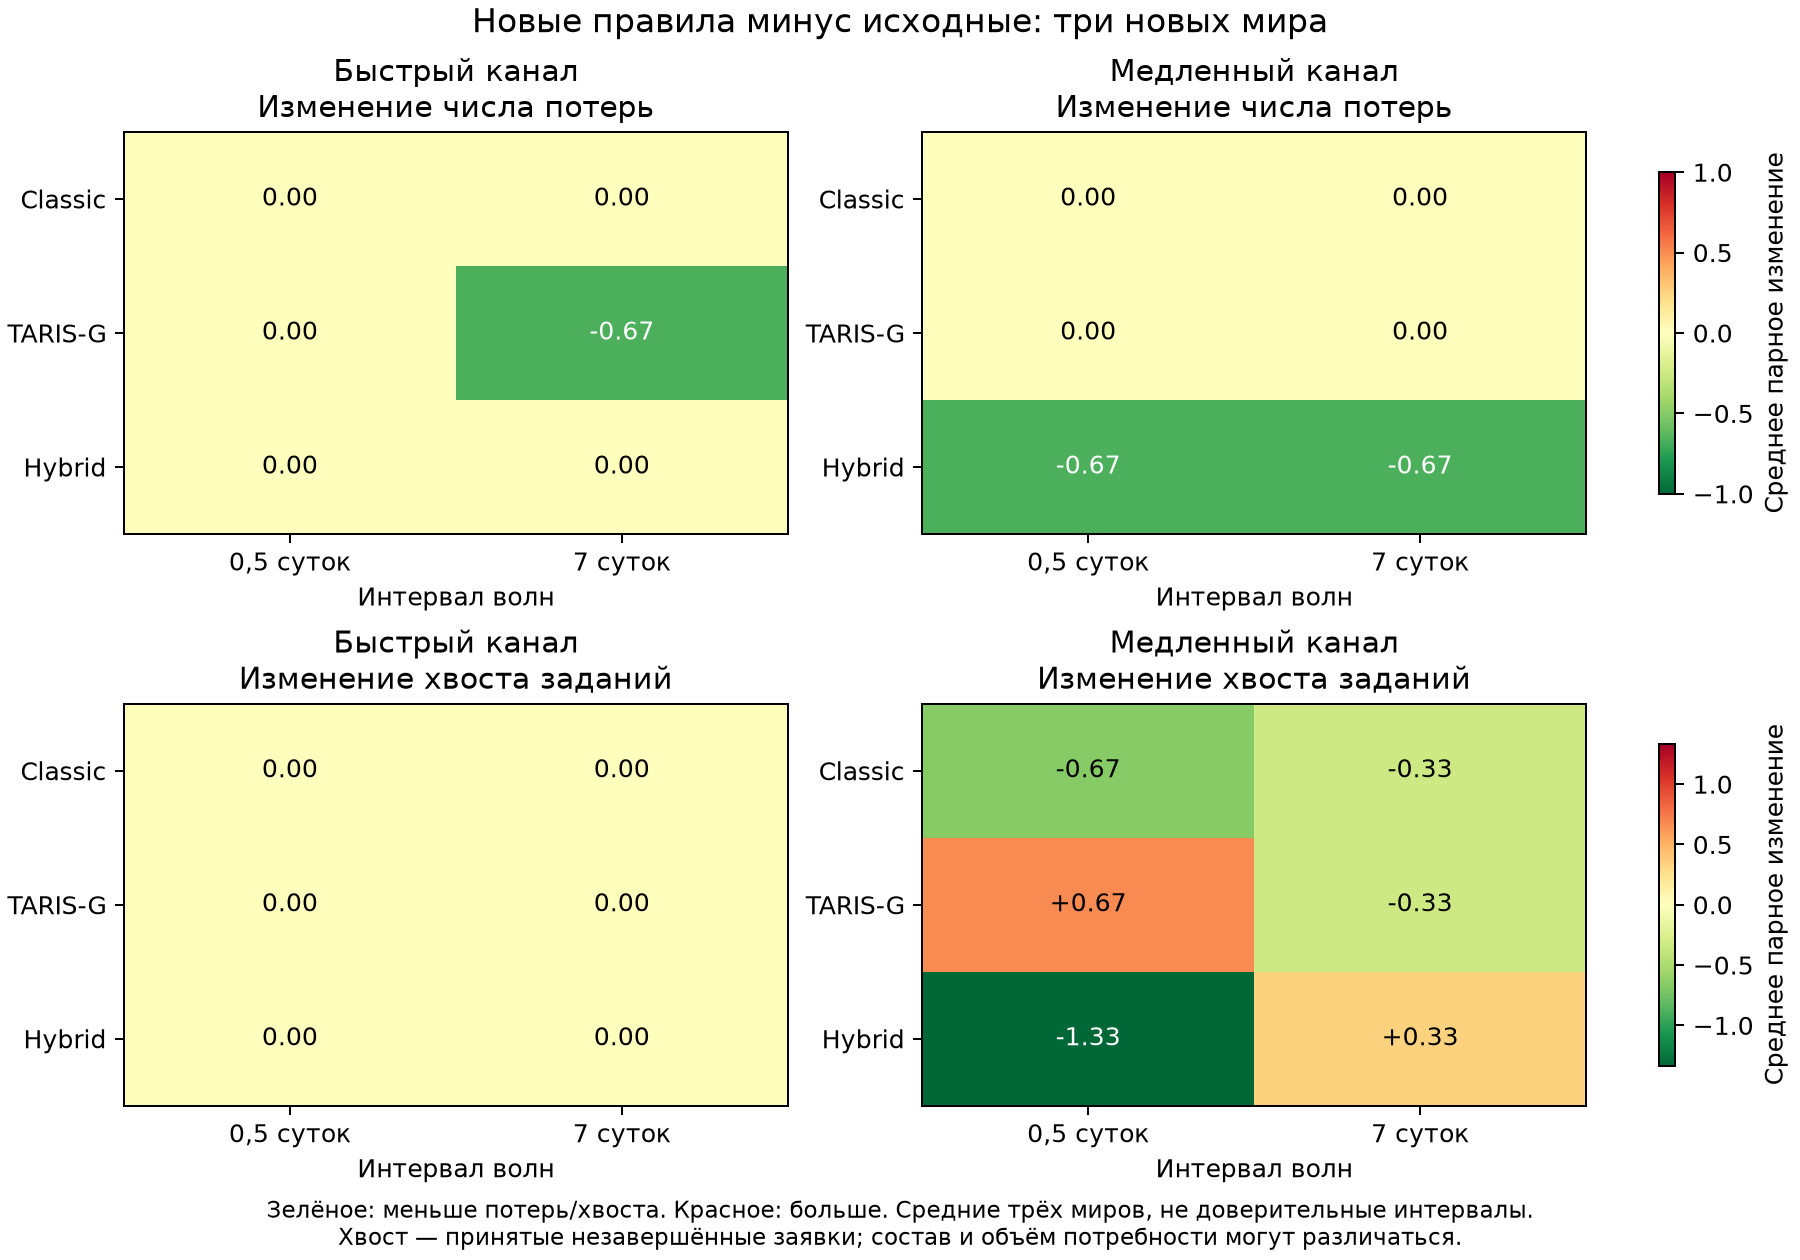 Новые правила минус исходные: три новых мира
Быстрый канал
Изменение числа потерь
Classic
TARIS-G
Hybrid
0.00
0.00
0.00
-0.67
0.00
0.00
0,5 суток
7 суток
Интервал волн
Медленный канал
Изменение числа потерь
Classic
TARIS-G
Hybrid
0.00
0.00
0.00
0.00
-0.67
-0.67
0,5 суток
7 суток
Интервал волн
1.0
0.5
0.0
−0.5
−1.0
Среднее парное изменение
Быстрый канал
Изменение хвоста заданий
Classic
TARIS-G
Hybrid
0.00
0.00
0.00
0.00
0.00
0.00
0,5 суток
7 суток
Интервал волн
Медленный канал
Изменение хвоста заданий
Classic
TARIS-G
Hybrid
-0.67
-0.33
+0.67
-0.33
-1.33
+0.33
0,5 суток
7 суток
Интервал волн
1.0
0.5
0.0
−0.5
−1.0
Среднее парное изменение
Зелёное: меньше потерь/хвоста. Красное: больше. Средние трёх миров, не доверительные интервалы.
Хвост — принятые незавершённые заявки; состав и объём потребности могут различаться.